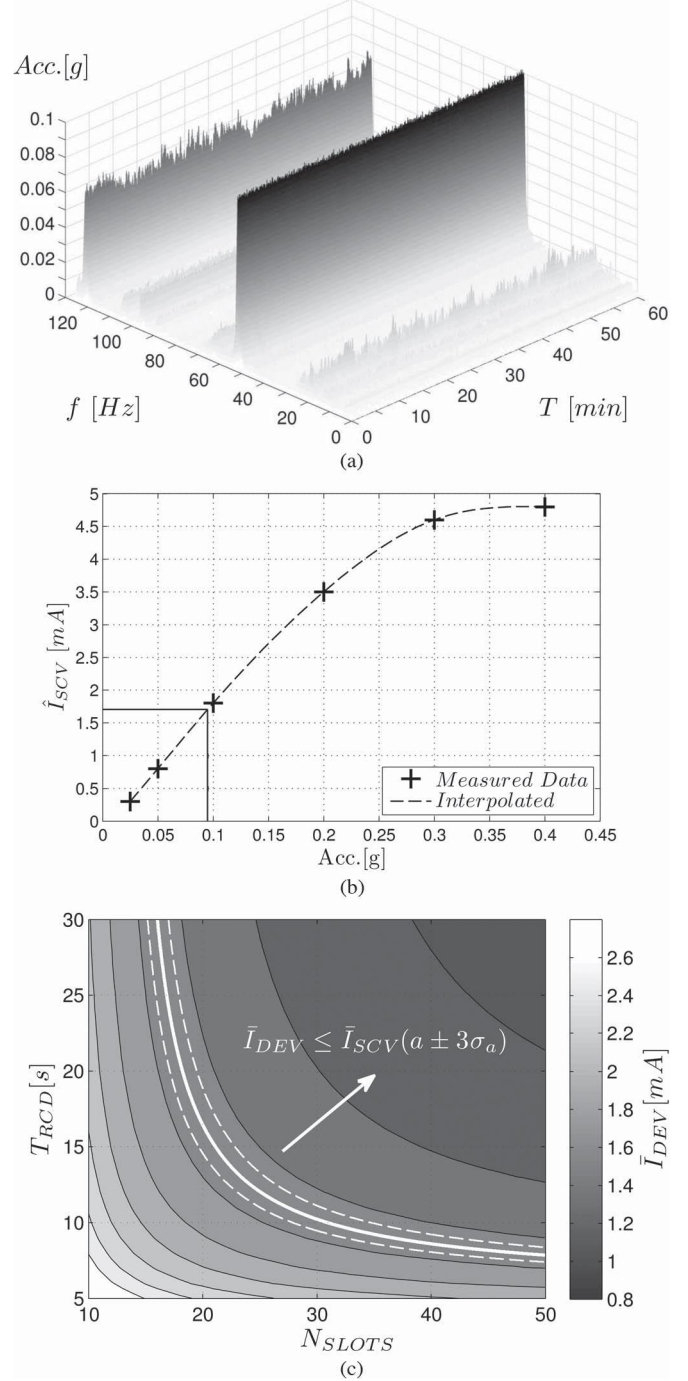 Acc.[g]
0.1
0.08
0.06
0.04
0.02
0
120
100
80
60
40
20
0
0
10
20
30
40
50
60
f [Hz]
T [min]
(a)
5
4.5
4
3.5
3
2.5
2
1.5
1
0.5
0
Î_SCV [mA]
0 0.05 0.1 0.15 0.2 0.25 0.3 0.35 0.4 0.45
Acc.[g]
Measured Data
Interpolated
(b)
30
25
20
15
10
5
T_RCD[s]
Ī_DEV ≤ Ī_SCV(a ± 3σ_a)
10 20 30 40 50
N_SLOTS
2.6
2.4
2.2
2
1.8
1.6
1.4
1.2
1
0.8
Ī_DEV[mA]
(c)